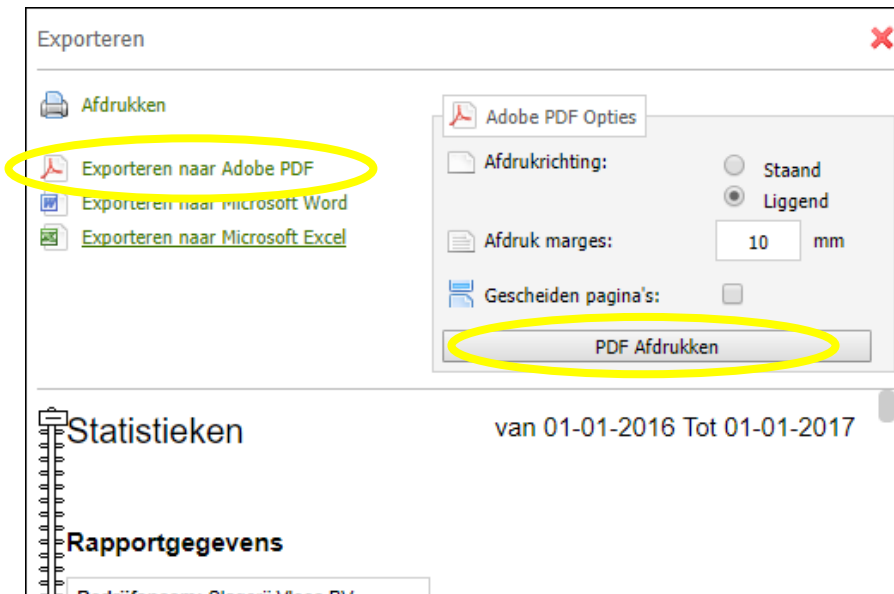 Exporteren
Afdrukken
Exporteren naar Adobe PDF
Exporteren naar Microsoft Word
Exporteren naar Microsoft Excel
Adobe PDF Opties
Afdrukrichting:
Staand
Liggend
Afdruk marges:
10 mm
Gescheiden pagina's:
PDF Afdrukken
Statistieken
van 01-01-2016 Tot 01-01-2017
Rapportgegevens